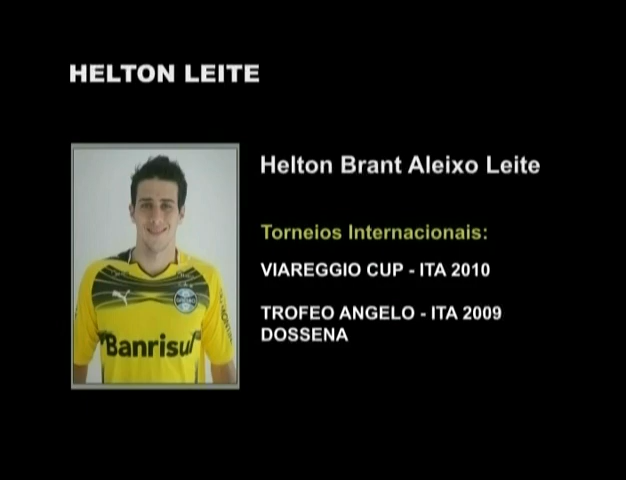 HELTON LEITE
Helton Brant Aleixo Leite
Torneios Internacionais:
VIAREGGIO CUP - ITA 2010
TROFEO ANGELO - ITA 2009
DOSSENA
Banrisul